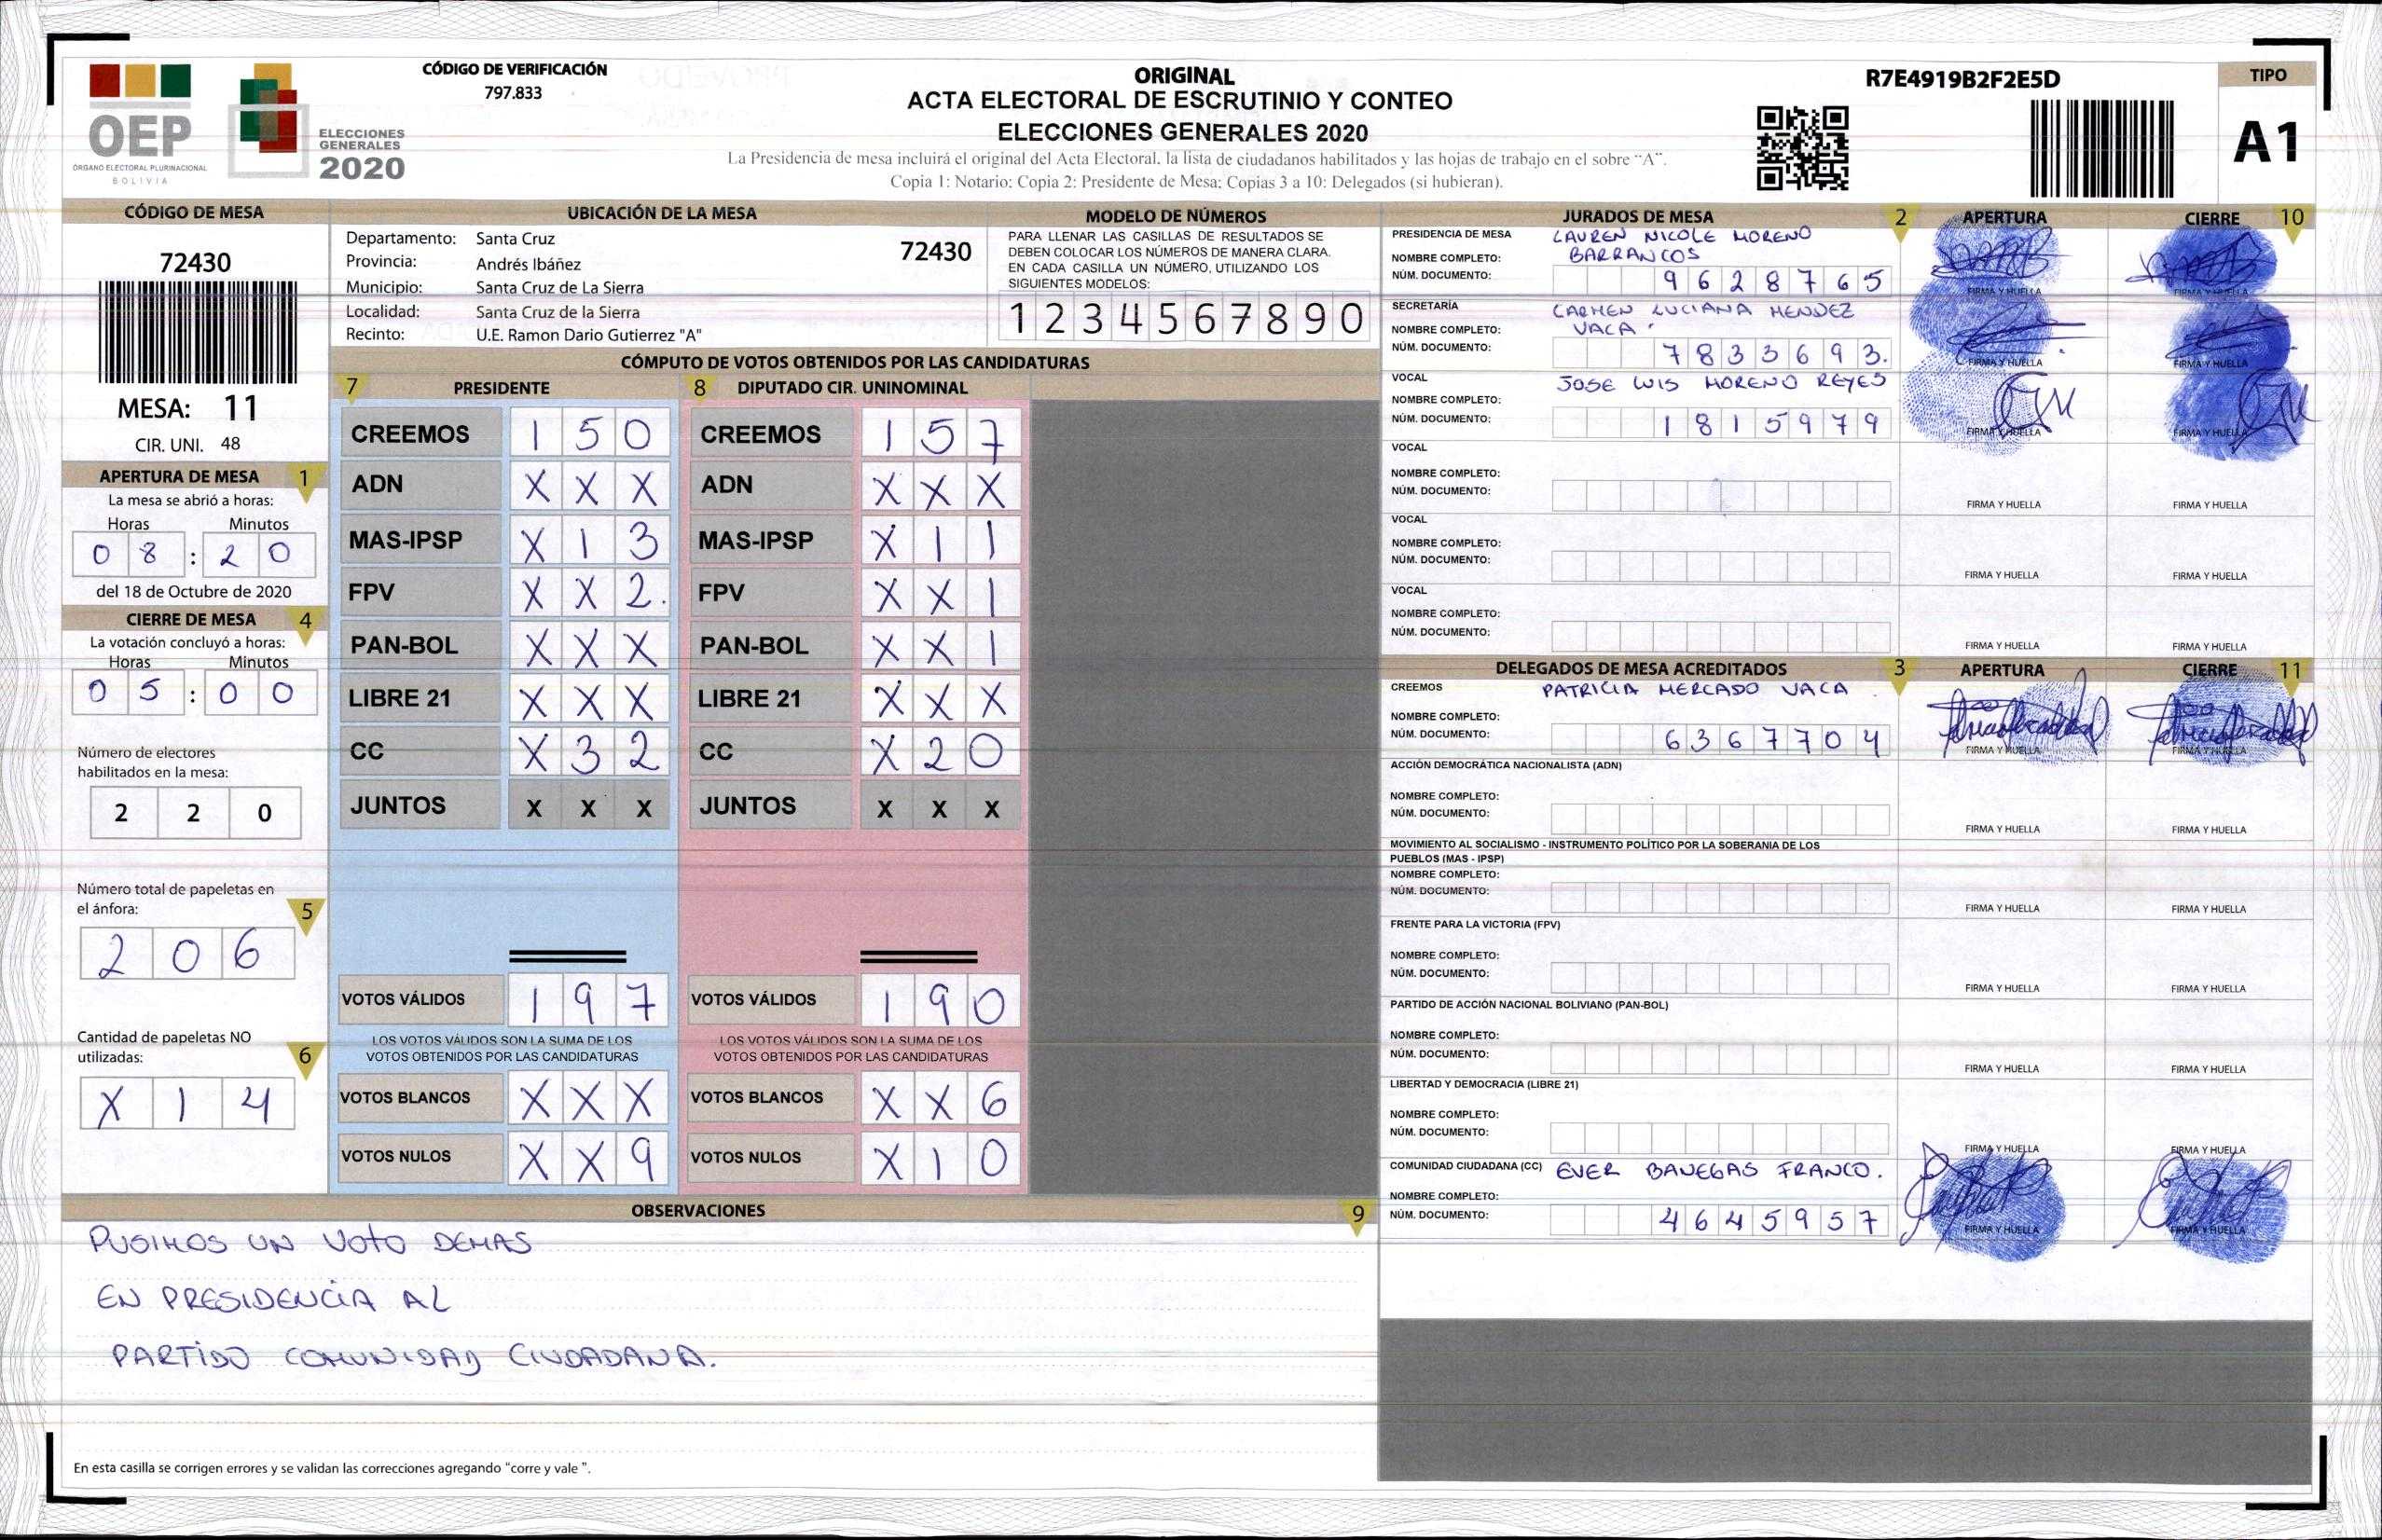 OEP
ÓRGANO ELECTORAL PLURINACIONAL
BOLIVIA
ELECCIONES
GENERALES
2020
CÓDIGO DE VERIFICACIÓN
797.833
ORIGINAL
ACTA ELECTORAL DE ESCRUTINIO Y CONTEO
ELECCIONES GENERALES 2020
La Presidencia de mesa incluirá el original del Acta Electoral, la lista de ciudadanos habilitados y las hojas de trabajo en el sobre "A".
Copia 1: Notario; Copia 2: Presidente de Mesa; Copias 3 a 10: Delegados (si hubieran).
R7E4919B2F2E5D
TIPO
A1
CÓDIGO DE MESA
72430
MESA: 11
CIR. UNI. 48
APERTURA DE MESA 1
La mesa se abrió a horas:
Horas Minutos
0 8 : 2 0
del 18 de Octubre de 2020
CIERRE DE MESA 4
La votación concluyó a horas:
Horas Minutos
0 5 : 0 0
Número de electores
habilitados en la mesa:
2 2 0
Número total de papeletas en
el ánfora: 5
2 0 6
Cantidad de papeletas NO
utilizadas: 6
X 1 4
UBICACIÓN DE LA MESA
Departamento: Santa Cruz 72430
Provincia: Andrés Ibáñez
Municipio: Santa Cruz de La Sierra
Localidad: Santa Cruz de la Sierra
Recinto: U.E. Ramon Dario Gutierrez "A"
MODELO DE NÚMEROS
PARA LLENAR LAS CASILLAS DE RESULTADOS SE
DEBEN COLOCAR LOS NÚMEROS DE MANERA CLARA.
EN CADA CASILLA UN NÚMERO, UTILIZANDO LOS
SIGUIENTES MODELOS:
1 2 3 4 5 6 7 8 9 0
CÓMPUTO DE VOTOS OBTENIDOS POR LAS CANDIDATURAS
7 PRESIDENTE 8 DIPUTADO CIR. UNINOMINAL
CREEMOS 1 5 0 CREEMOS 1 5 7
ADN X X X ADN X X X
MAS-IPSP X 1 3 MAS-IPSP X 1 1
FPV X X 2. FPV X X 1
PAN-BOL X X X PAN-BOL X X 1
LIBRE 21 X X X LIBRE 21 X X X
CC X 3 2 CC X 2 0
JUNTOS X X X JUNTOS X X X
VOTOS VÁLIDOS 1 9 7 VOTOS VÁLIDOS 1 9 0
LOS VOTOS VÁLIDOS SON LA SUMA DE LOS LOS VOTOS VÁLIDOS SON LA SUMA DE LOS
VOTOS OBTENIDOS POR LAS CANDIDATURAS VOTOS OBTENIDOS POR LAS CANDIDATURAS
VOTOS BLANCOS X X X VOTOS BLANCOS X X 6
VOTOS NULOS X X 9 VOTOS NULOS X 1 0
OBSERVACIONES 9
PUSIMOS UN VOTO DEMAS
EN PRESIDENCIA AL
PARTIDO COMUNIDAD CIUDADANA.
En esta casilla se corrigen errores y se validan las correcciones agregando "corre y vale ".
JURADOS DE MESA 2 APERTURA CIERRE 10
PRESIDENCIA DE MESA LAUREN NICOLE MORENO
NOMBRE COMPLETO: BARRANCOS
NÚM. DOCUMENTO: 9 6 2 8 7 6 5
FIRMA Y HUELLA FIRMA Y HUELLA
SECRETARÍA CARMEN LUCIANA MENDEZ
NOMBRE COMPLETO: VACA
NÚM. DOCUMENTO: 7 8 3 3 6 9 3.
FIRMA Y HUELLA FIRMA Y HUELLA
VOCAL JOSE LUIS MORENO REYES
NOMBRE COMPLETO:
NÚM. DOCUMENTO: 1 8 1 5 9 7 9
FIRMA Y HUELLA FIRMA Y HUELLA
VOCAL
NOMBRE COMPLETO:
NÚM. DOCUMENTO:
FIRMA Y HUELLA FIRMA Y HUELLA
VOCAL
NOMBRE COMPLETO:
NÚM. DOCUMENTO:
FIRMA Y HUELLA FIRMA Y HUELLA
VOCAL
NOMBRE COMPLETO:
NÚM. DOCUMENTO:
FIRMA Y HUELLA FIRMA Y HUELLA
DELEGADOS DE MESA ACREDITADOS 3 APERTURA CIERRE 11
CREEMOS PATRICIA MERCADO VACA
NOMBRE COMPLETO:
NÚM. DOCUMENTO: 6 3 6 7 7 0 4
FIRMA Y HUELLA FIRMA Y HUELLA
ACCIÓN DEMOCRÁTICA NACIONALISTA (ADN)
NOMBRE COMPLETO:
NÚM. DOCUMENTO:
FIRMA Y HUELLA FIRMA Y HUELLA
MOVIMIENTO AL SOCIALISMO - INSTRUMENTO POLÍTICO POR LA SOBERANIA DE LOS
PUEBLOS (MAS - IPSP)
NOMBRE COMPLETO:
NÚM. DOCUMENTO:
FIRMA Y HUELLA FIRMA Y HUELLA
FRENTE PARA LA VICTORIA (FPV)
NOMBRE COMPLETO:
NÚM. DOCUMENTO:
FIRMA Y HUELLA FIRMA Y HUELLA
PARTIDO DE ACCIÓN NACIONAL BOLIVIANO (PAN-BOL)
NOMBRE COMPLETO:
NÚM. DOCUMENTO:
FIRMA Y HUELLA FIRMA Y HUELLA
LIBERTAD Y DEMOCRACIA (LIBRE 21)
NOMBRE COMPLETO:
NÚM. DOCUMENTO:
FIRMA Y HUELLA FIRMA Y HUELLA
COMUNIDAD CIUDADANA (CC) EVER BANEGAS FRANCO.
NOMBRE COMPLETO:
NÚM. DOCUMENTO: 4 6 4 5 9 5 7
FIRMA Y HUELLA FIRMA Y HUELLA